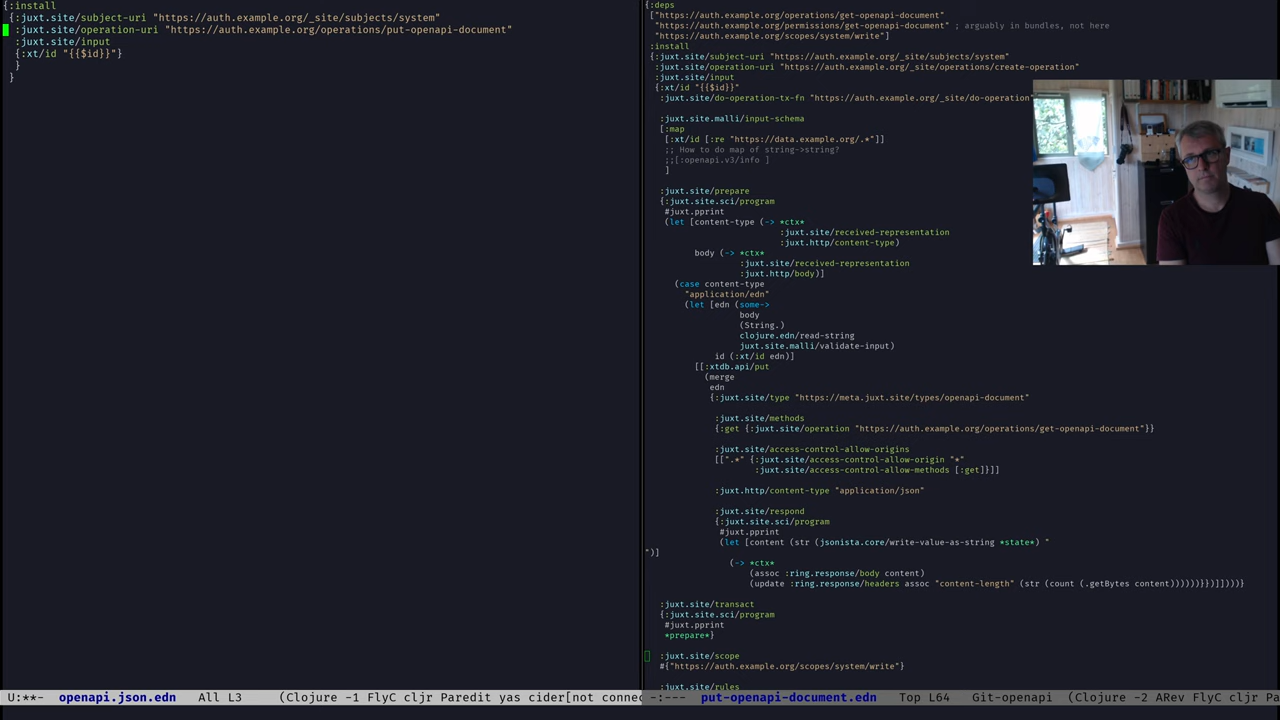 {:install
 {:juxt.site/subject-uri "https://auth.example.org/_site/subjects/system"
  :juxt.site/operation-uri "https://auth.example.org/operations/put-openapi-document"
  :juxt.site/input
  {:xt/id "{{$id}}"}
  }
 }
U:**-  openapi.json.edn   All L3     (Clojure -1 FlyC cljr Paredit yas cider[not connec
{:deps
 ["https://auth.example.org/operations/get-openapi-document"
  "https://auth.example.org/permissions/get-openapi-document" ; arguably in bundles, not here
  "https://auth.example.org/scopes/system/write"]
 :install
 {:juxt.site/subject-uri "https://auth.example.org/_site/subjects/system"
  :juxt.site/operation-uri "https://auth.example.org/_site/operations/create-operation"
  :juxt.site/input
  {:xt/id "{{$id}}"
   :juxt.site/do-operation-tx-fn "https://auth.example.org/_site/do-operation
   :juxt.site.malli/input-schema
   [:map
    [:xt/id [:re "https://data.example.org/.*"]]
    ;; How to do map of string->string?
    ;;[:openapi.v3/info ]
    ]
   :juxt.site/prepare
   {:juxt.site.sci/program
    #juxt.pprint
    (let [content-type (-> *ctx*
                           :juxt.site/received-representation
                           :juxt.http/content-type)
          body (-> *ctx*
                   :juxt.site/received-representation
                   :juxt.http/body)]
      (case content-type
        "application/edn"
        (let [edn (some->
                   body
                   (String.)
                   clojure.edn/read-string
                   juxt.site.malli/validate-input)
              id (:xt/id edn)]
          [[:xtdb.api/put
            (merge
             edn
             {:juxt.site/type "https://meta.juxt.site/types/openapi-document"
              :juxt.site/methods
              {:get {:juxt.site/operation "https://auth.example.org/operations/get-openapi-document"}}
              :juxt.site/access-control-allow-origins
              [[".*" {:juxt.site/access-control-allow-origin "*"
                      :juxt.site/access-control-allow-methods [:get]}]]
              :juxt.http/content-type "application/json"
              :juxt.site/respond
              {:juxt.site.sci/program
               #juxt.pprint
               (let [content (str (jsonista.core/write-value-as-string *state*) "
")]
                 (-> *ctx*
                     (assoc :ring.response/body content)
                     (update :ring.response/headers assoc "content-length" (str (count (.getBytes content))))))}})]])))}
   :juxt.site/transact
   {:juxt.site.sci/program
    #juxt.pprint
    *prepare*}
   :juxt.site/scope
   #{"https://auth.example.org/scopes/system/write"}
   :juxt.site/rules
-:---  put-openapi-document.edn   Top L64   Git-openapi  (Clojure -2 ARev FlyC cljr Pa